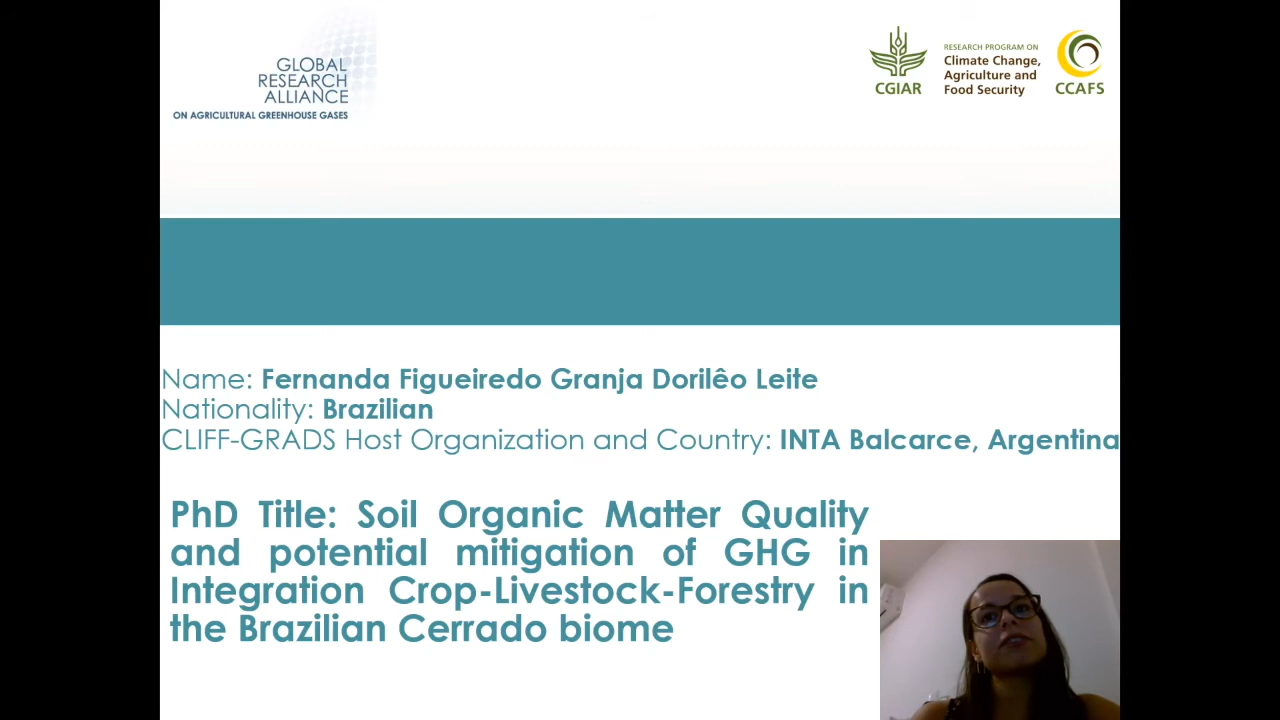 GLOBAL
RESEARCH
ALLIANCE
ON AGRICULTURAL GREENHOUSE GASES
CGIAR
RESEARCH PROGRAM ON
Climate Change,
Agriculture and
Food Security
CCAFS
Name: Fernanda Figueiredo Granja Dorilêo Leite
Nationality: Brazilian
CLIFF-GRADS Host Organization and Country: INTA Balcarce, Argentina
PhD Title: Soil Organic Matter Quality
and potential mitigation of GHG in
Integration Crop-Livestock-Forestry in
the Brazilian Cerrado biome